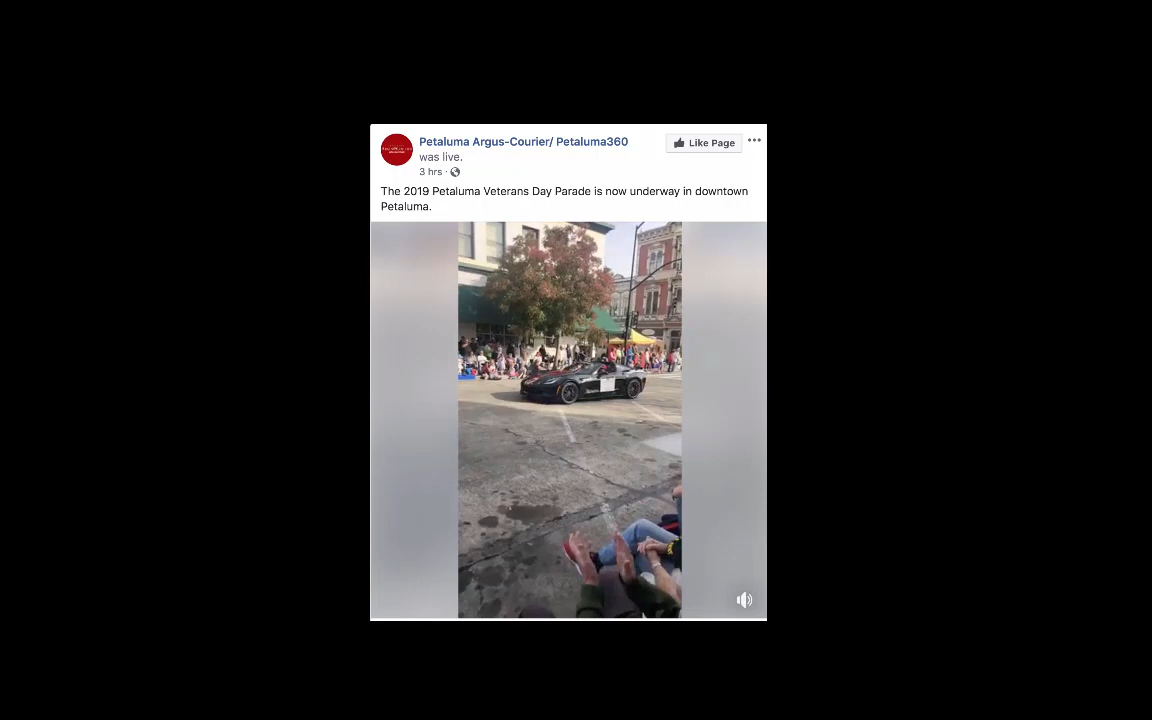 Petaluma Argus-Courier/ Petaluma360
Like Page
was live.
3 hrs ·
The 2019 Petaluma Veterans Day Parade is now underway in downtown
Petaluma.